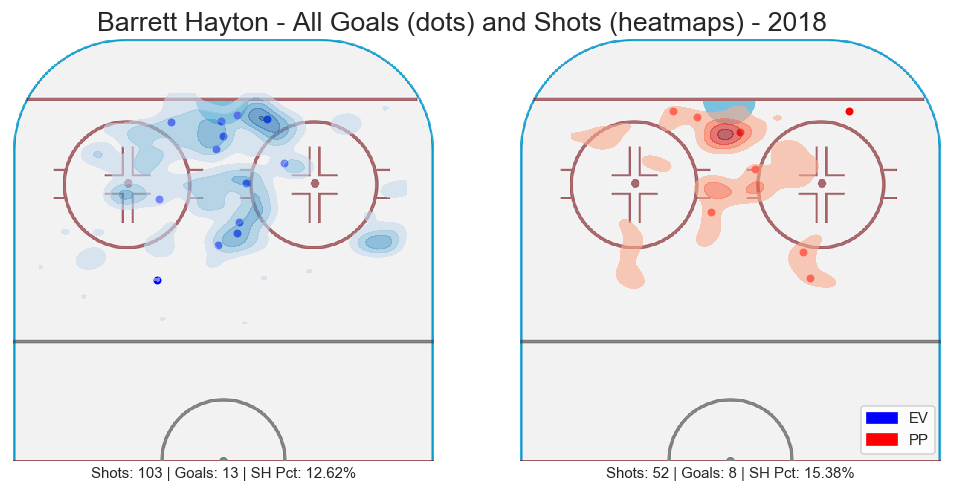 Barrett Hayton - All Goals (dots) and Shots (heatmaps) - 2018
EV
PP
Shots: 103 | Goals: 13 | SH Pct: 12.62%
Shots: 52 | Goals: 8 | SH Pct: 15.38%